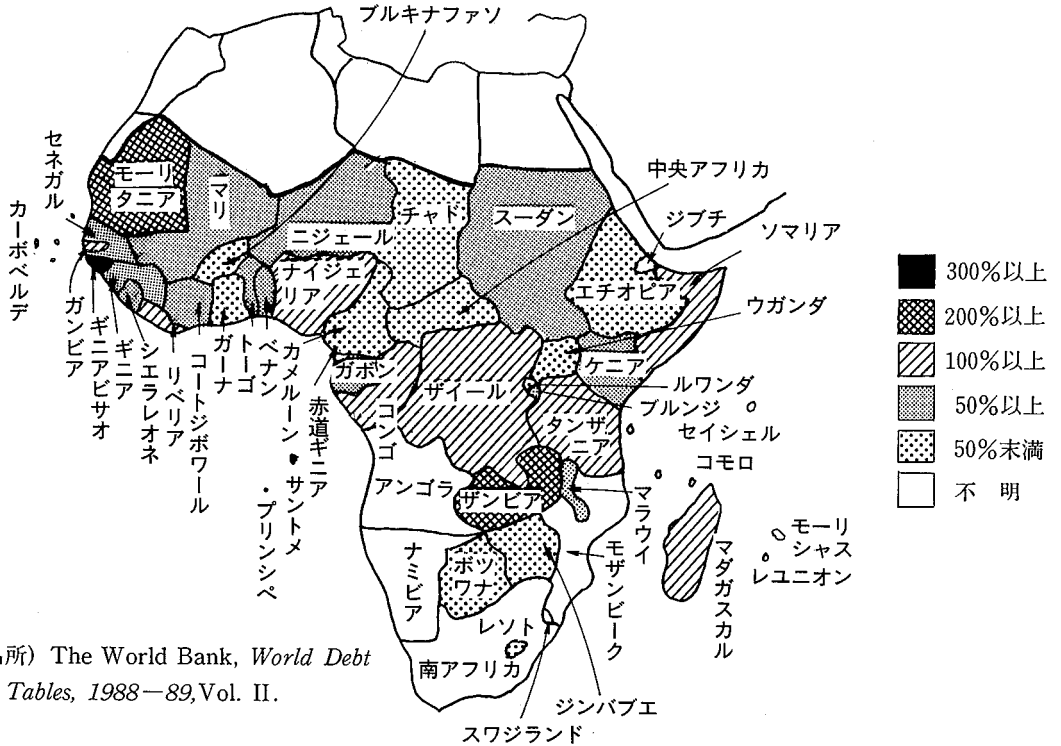 ブルキナファソ
中央アフリカ
セネガル
モーリ
タニア
マリ
チャド
スーダン
ジブチ
ソマリア
カーボベルデ
ニジェール
ナイジェ
リア
エチオピア
ウガンダ
300%以上
200%以上
100%以上
50%以上
50%末満
不 明
ガンビア
ギニアビサオ
ギニア
シエラレオネ
リベリア
コートジボワール
ガーナ
トーゴ
ベナン
カメルーン
ガボン
赤道ギニア
コンゴ
ザイール
ケニア
ルワンダ
ブルンジ
タンザ
ニア
セイシェル
コモロ
サントメ
・プリンシペ
アンゴラ
ザンビア
マラウイ
モザンビーク
マダガスカル
モーリ
シャス
レユニオン
ナミビア
ボツ
ワナ
レソト
南アフリカ
ジンバブエ
スワジランド
所) The World Bank, World Debt
Tables, 1988—89,Vol. II.